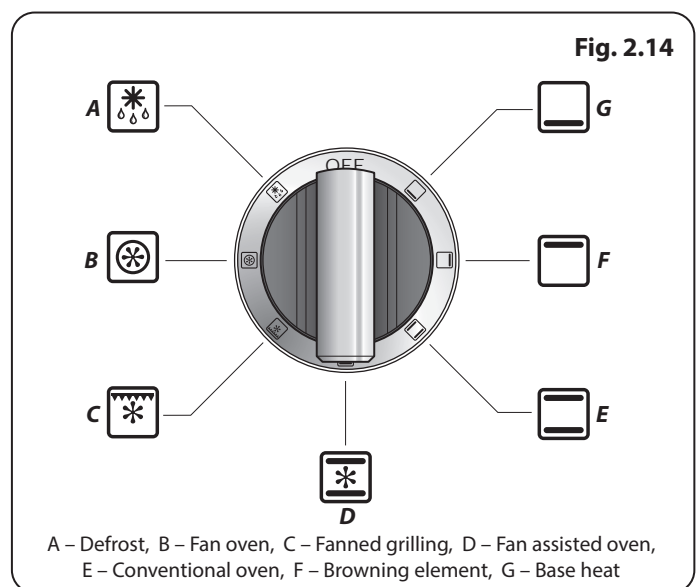 Fig. 2.14
A
G
OFF
B
F
C
E
D
A – Defrost, B – Fan oven, C – Fanned grilling, D – Fan assisted oven,
E – Conventional oven, F – Browning element, G – Base heat